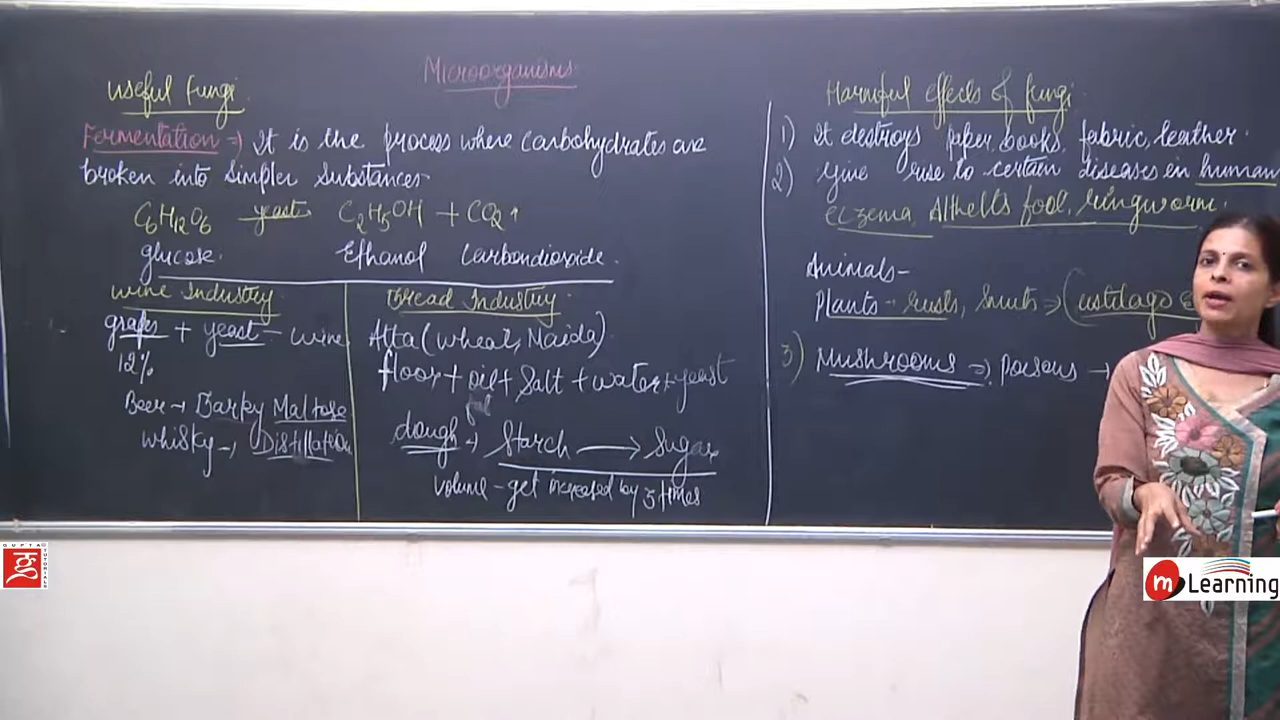 Microorganisms
Useful Fungi
Fermentation ⇒ It is the process where Carbohydrates are
broken into Simpler Substances
C6H12O6 yeast C2H5OH + CO2↑
glucose Ethanol Carbondioxide.
Wine Industry
grapes + yeast – wine
12%
Beer → Barley Maltose
Whisky → Distillation
Bread Industry
Atta (wheat, Maida)
floor + oil + Salt + water + yeast
dough → Starch → Sugar
Volume – get increased by 5 times
Harmful effects of fungi
1) It destroys paper, books, fabric, leather.
2) Give rise to certain diseases in human
eczema, foot, ringworm.
Animals –
Plants – rusts, smuts ⇒ (ustilago
3) Mushrooms ⇒ Poisons →
GUPTA TUTORIALS
m Learning